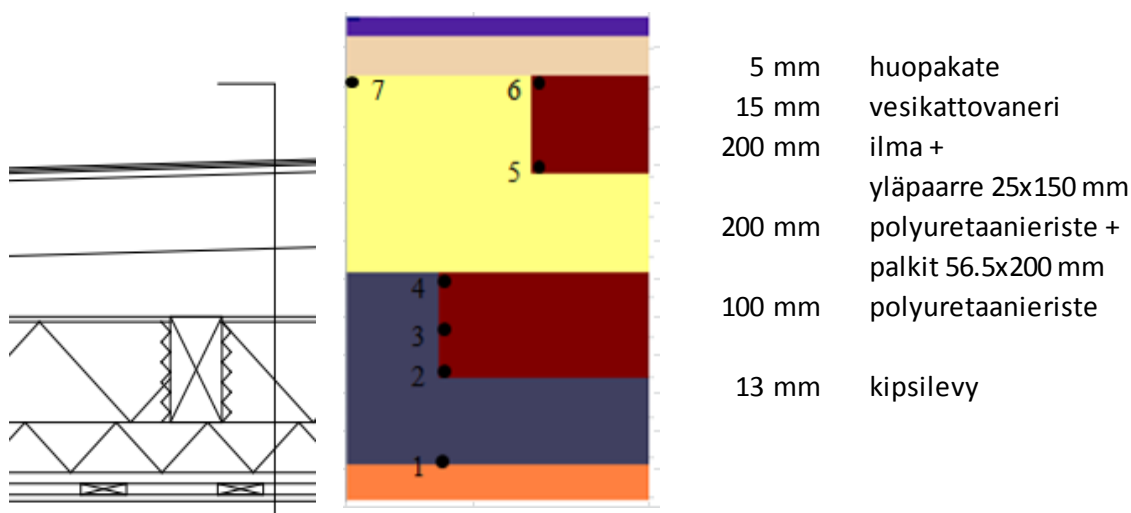 7
6
5
4
3
2
1
5 mm huopakate
15 mm vesikattovaneri
200 mm ilma +
yläpaarre 25x150 mm
200 mm polyuretaanieriste +
palkit 56.5x200 mm
100 mm polyuretaanieriste
13 mm kipsilevy